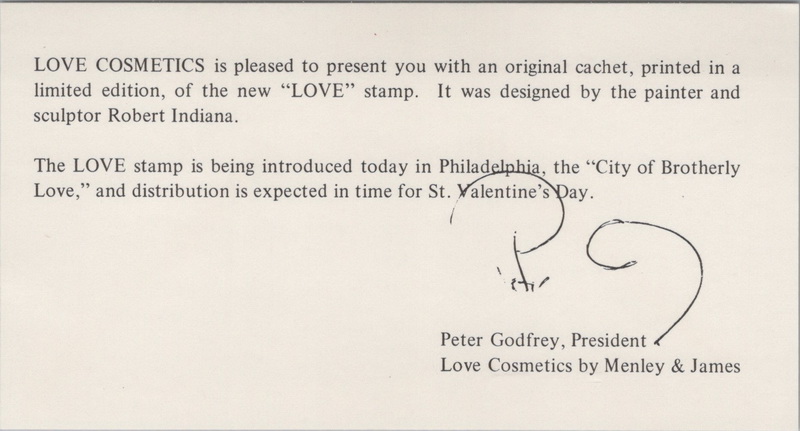 LOVE COSMETICS is pleased to present you with an original cachet, printed in a
limited edition, of the new “LOVE” stamp. It was designed by the painter and
sculptor Robert Indiana.
The LOVE stamp is being introduced today in Philadelphia, the “City of Brotherly
Love,” and distribution is expected in time for St. Valentine’s Day.
Peter Godfrey, President
Love Cosmetics by Menley & James